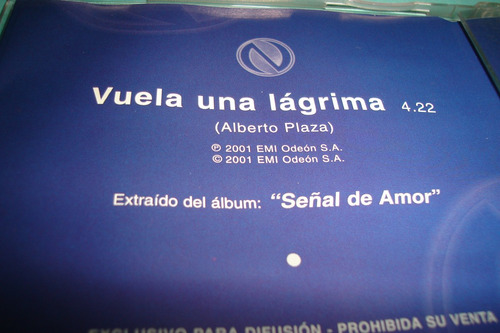 Vuela una lágrima 4.22
(Alberto Plaza)
℗ 2001 EMI Odeón S.A.
© 2001 EMI Odeón S.A.
Extraído del álbum: "Señal de Amor"
EXCLUSIVO PARA DIFUSIÓN - PROHIBIDA SU VENTA